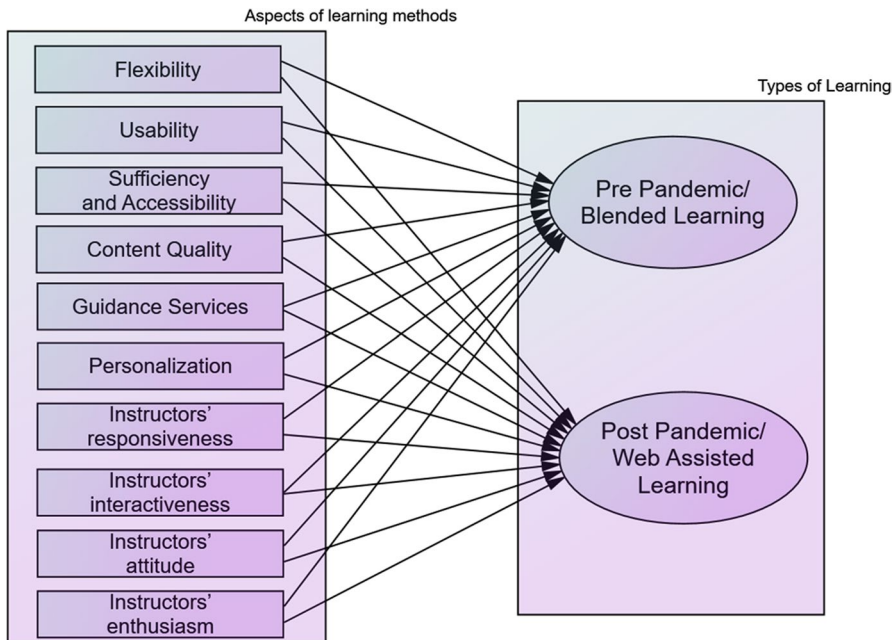 Aspects of learning methods
Flexibility
Usability
Sufficiency
and Accessibility
Content Quality
Guidance Services
Personalization
Instructors'
responsiveness
Instructors'
interactiveness
Instructors'
attitude
Instructors'
enthusiasm
Types of Learning
Pre Pandemic/
Blended Learning
Post Pandemic/
Web Assisted
Learning